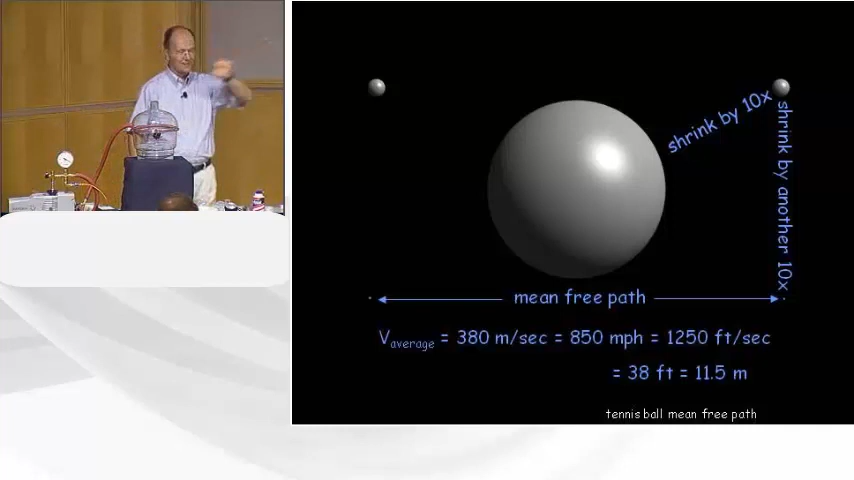 shrink by 10x
shrink by another 10x
mean free path
Vaverage = 380 m/sec = 850 mph = 1250 ft/sec
= 38 ft = 11.5 m
tennis ball mean free path